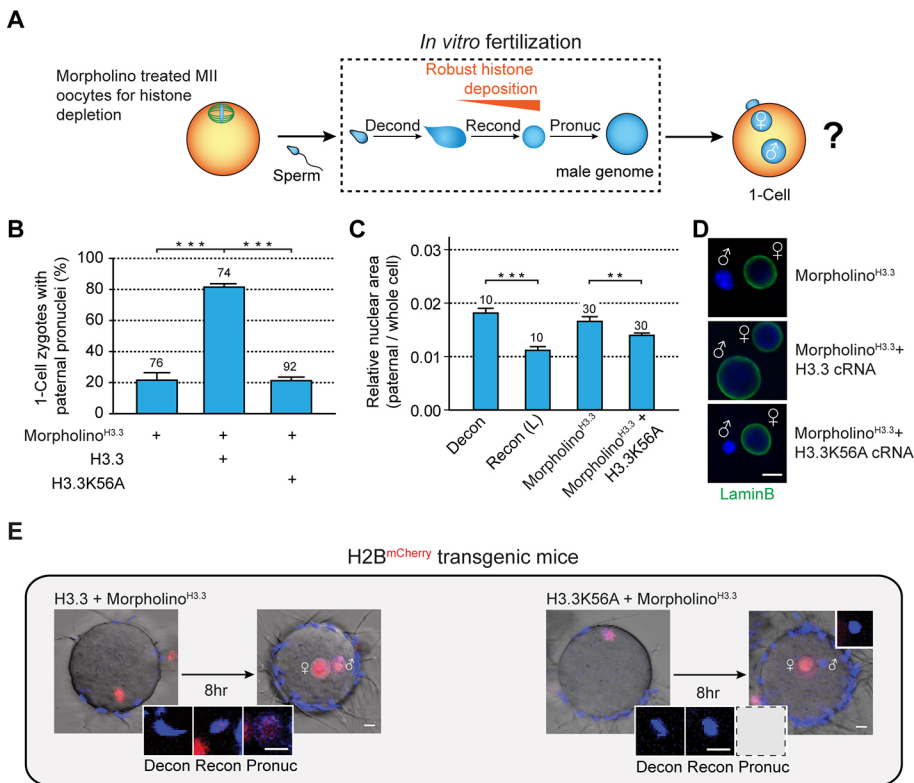 A
In vitro fertilization
Morpholino treated MII
oocytes for histone
depletion
Robust histone
deposition
Decond
Recond
Pronuc
Sperm
male genome
♀
♂
?
1-Cell
B
1-Cell zygotes with
paternal pronuclei (%)
100
80
60
40
20
0
* * *
* * *
76
74
92
Morpholino^H3.3 + + +
H3.3 +
H3.3K56A +
C
Relative nuclear area
(paternal / whole cell)
0.03
0.02
0.01
0.00
* * *
* *
10
10
30
30
Decon
Recon (L)
Morpholino^H3.3
Morpholino^H3.3 +
H3.3K56A
D
♂ ♀
Morpholino^H3.3
♂ ♀
Morpholino^H3.3+
H3.3 cRNA
♂ ♀
Morpholino^H3.3+
H3.3K56A cRNA
LaminB
E
H2B^mCherry transgenic mice
H3.3 + Morpholino^H3.3
8hr
♀ ♂
Decon Recon Pronuc
H3.3K56A + Morpholino^H3.3
8hr
♀ ♂
Decon Recon Pronuc